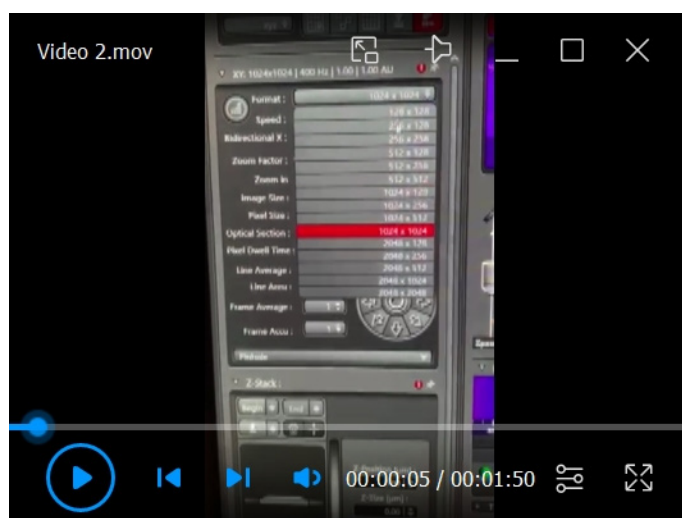 Video 2.mov
XY: 1024x1024 | 400 Hz | 1.00 | 1.00 AU
Format : 1024 x 1024
128 x 128
Speed :
256 x 128
Bidirectional X :
256 x 256
512 x 128
Zoom Factor :
512 x 256
Zoom In
512 x 512
1024 x 128
Image Size :
1024 x 256
Pixel Size :
1024 x 512
Optical Section : 1024 x 1024
2048 x 128
Pixel Dwell Time :
2048 x 256
Line Average :
2048 x 512
2048 x 1024
Line Accu :
2048 x 2048
Frame Average : 1
Frame Accu : 1
Pinhole
Z-Stack :
Begin End
00:00:05 / 00:01:50